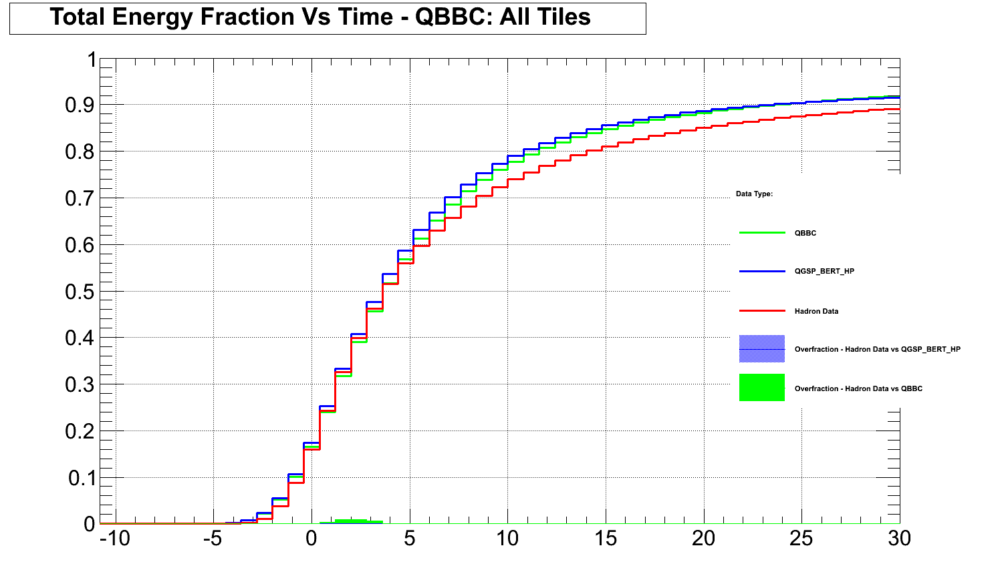 Total Energy Fraction Vs Time - QBBC: All Tiles
1
0.9
0.8
0.7
0.6
0.5
0.4
0.3
0.2
0.1
0
-10 -5 0 5 10 15 20 25 30
Data Type:
QBBC
QGSP_BERT_HP
Hadron Data
Overfraction - Hadron Data vs QGSP_BERT_HP
Overfraction - Hadron Data vs QBBC